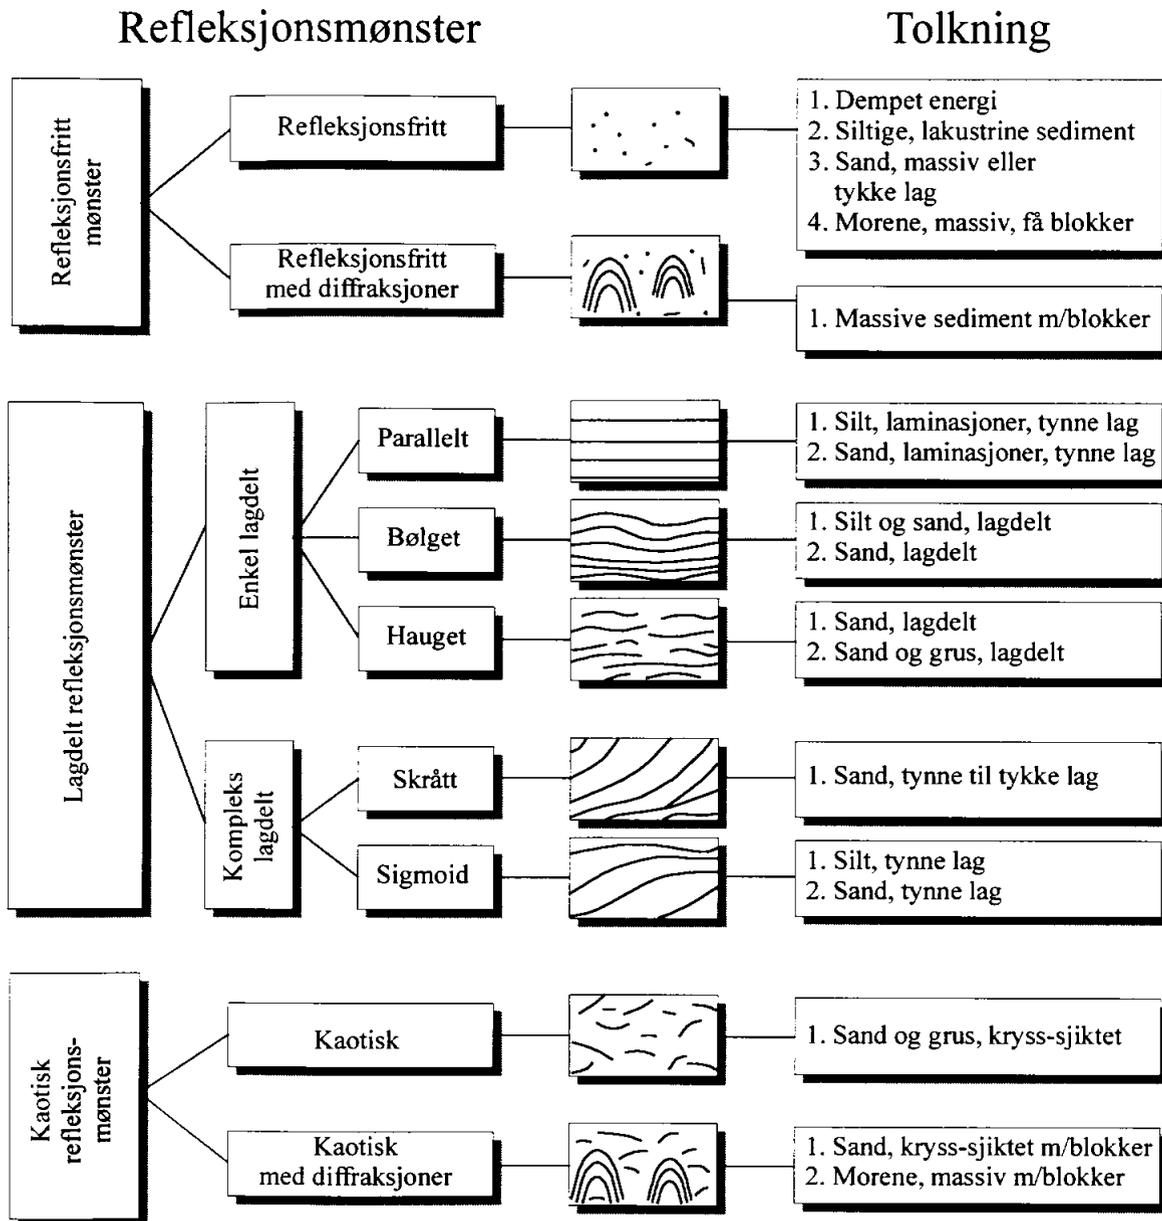 Refleksjonsmønster
Tolkning
Refleksjonsfritt
mønster
Refleksjonsfritt
1. Dempet energi
2. Siltige, lakustrine sediment
3. Sand, massiv eller
tykke lag
4. Morene, massiv, få blokker
Refleksjonsfritt
med diffraksjoner
1. Massive sediment m/blokker
Lagdelt refleksjonsmønster
Enkel lagdelt
Parallelt
1. Silt, laminasjoner, tynne lag
2. Sand, laminasjoner, tynne lag
Bølget
1. Silt og sand, lagdelt
2. Sand, lagdelt
Hauget
1. Sand, lagdelt
2. Sand og grus, lagdelt
Kompleks
lagdelt
Skrått
1. Sand, tynne til tykke lag
Sigmoid
1. Silt, tynne lag
2. Sand, tynne lag
Kaotisk
refleksjons-
mønster
Kaotisk
1. Sand og grus, kryss-sjiktet
Kaotisk
med diffraksjoner
1. Sand, kryss-sjiktet m/blokker
2. Morene, massiv m/blokker